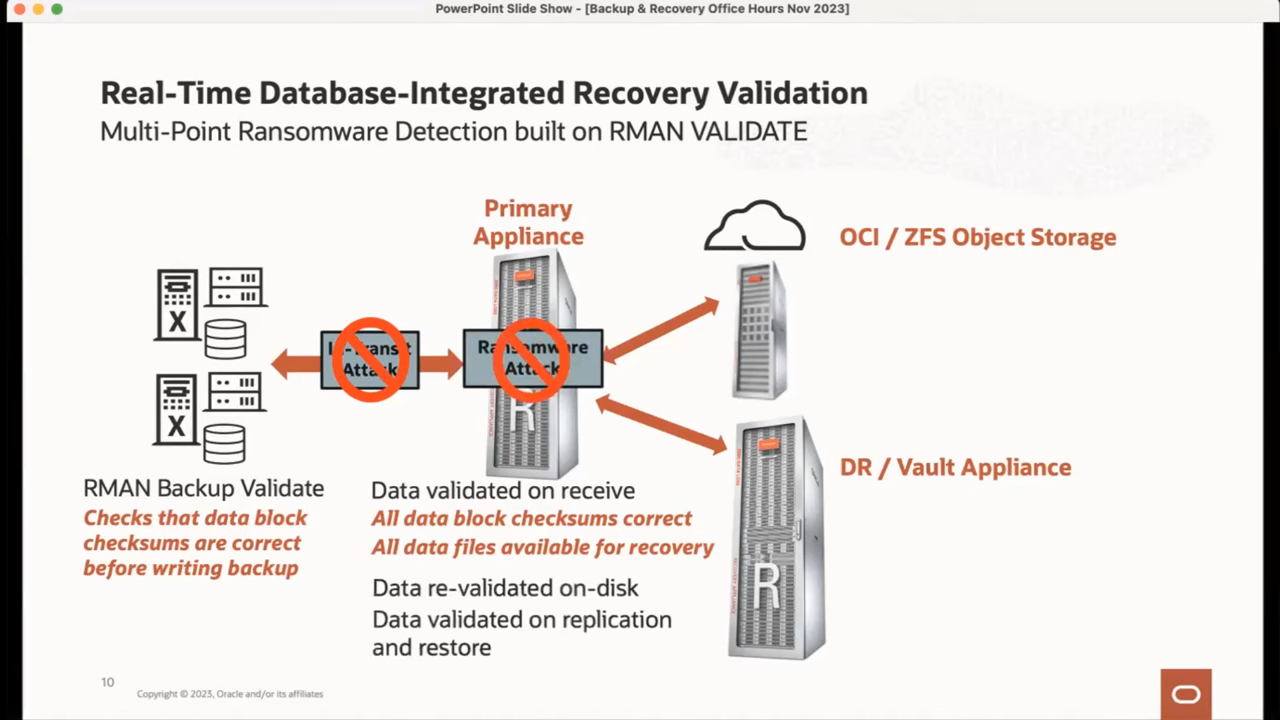 PowerPoint Slide Show - [Backup & Recovery Office Hours Nov 2023]
Real-Time Database-Integrated Recovery Validation
Multi-Point Ransomware Detection built on RMAN VALIDATE
Primary
Appliance
OCI / ZFS Object Storage
X
In-Transit
Attack
Ransomware
Attack
R
X
DR / Vault Appliance
R
RMAN Backup Validate
Checks that data block
checksums are correct
before writing backup
Data validated on receive
All data block checksums correct
All data files available for recovery
Data re-validated on-disk
Data validated on replication
and restore
10
Copyright © 2023, Oracle and/or its affiliates